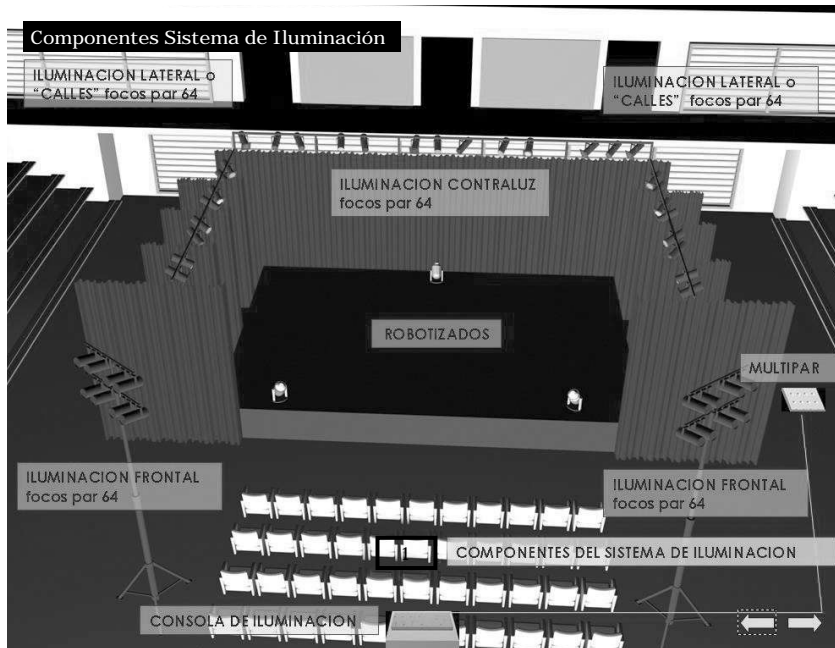 Componentes Sistema de Iluminación
ILUMINACION LATERAL o
“CALLES” focos par 64
ILUMINACION LATERAL o
“CALLES” focos par 64
ILUMINACION CONTRALUZ
focos par 64
ROBOTIZADOS
MULTIPAR
ILUMINACION FRONTAL
focos par 64
ILUMINACION FRONTAL
focos par 64
1
COMPONENTES DEL SISTEMA DE ILUMINACION
CONSOLA DE ILUMINACION